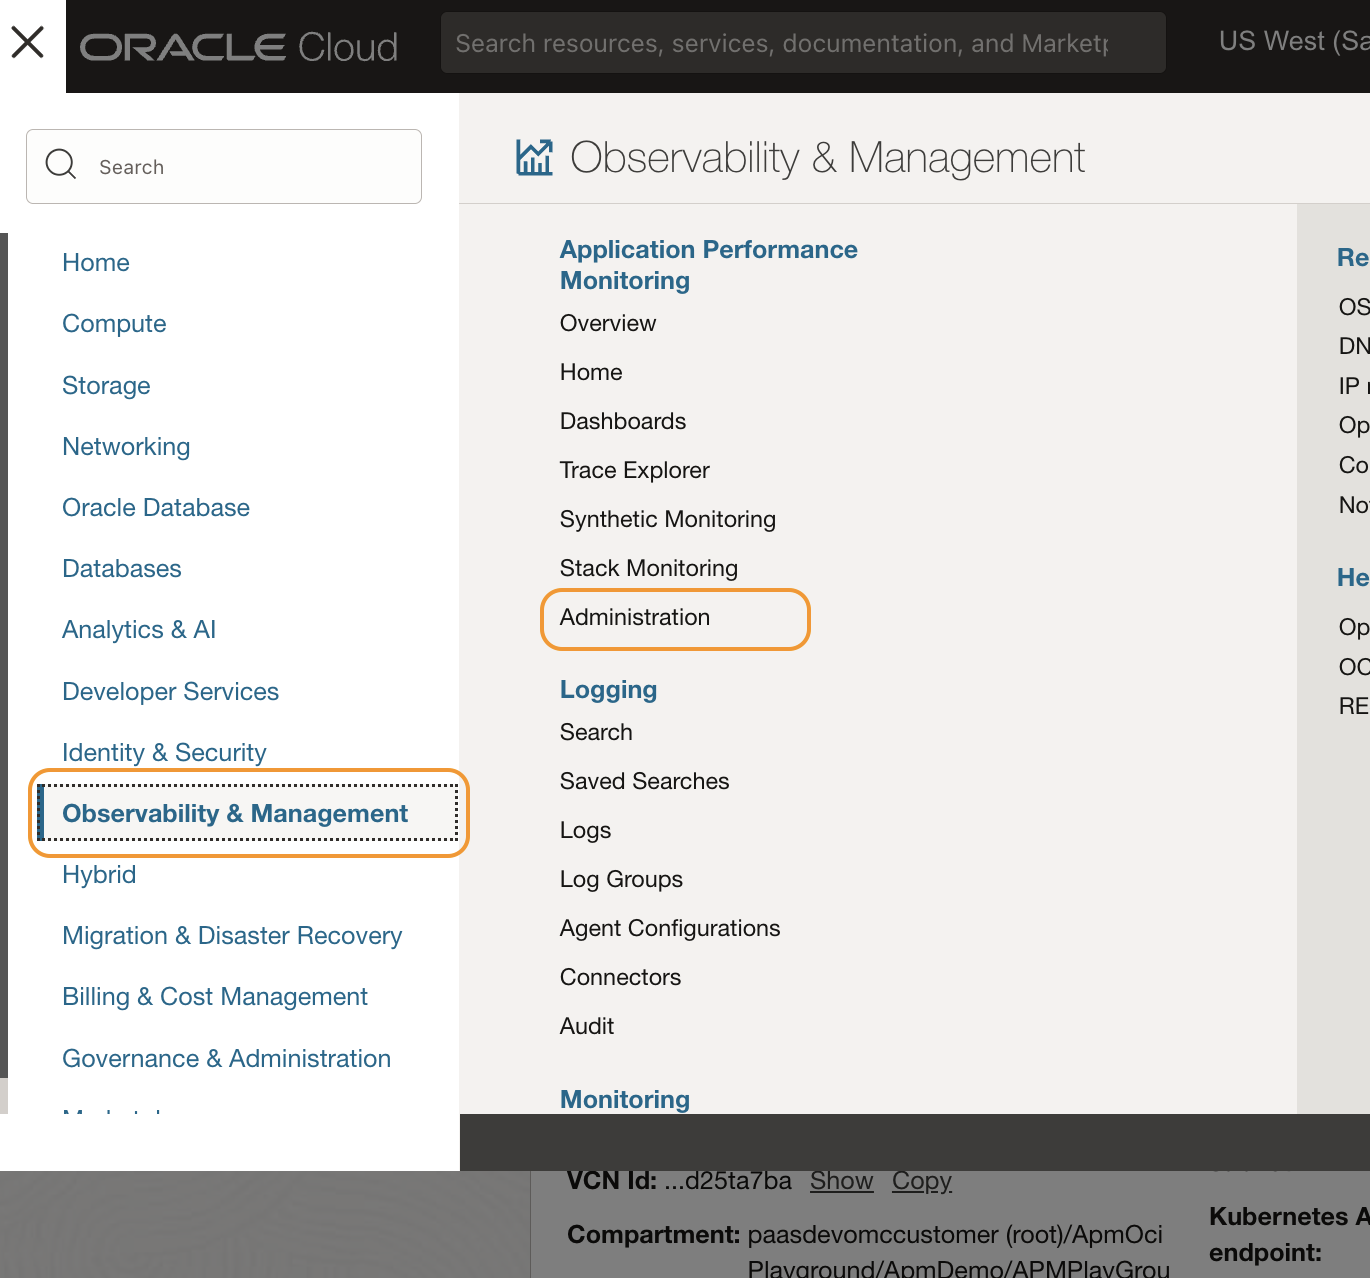 ORACLE Cloud
Search resources, services, documentation, and Marketp
US West (Sa
Search
Home
Compute
Storage
Networking
Oracle Database
Databases
Analytics & AI
Developer Services
Identity & Security
Observability & Management
Hybrid
Migration & Disaster Recovery
Billing & Cost Management
Governance & Administration
Observability & Management
Application Performance
Monitoring
Overview
Home
Dashboards
Trace Explorer
Synthetic Monitoring
Stack Monitoring
Administration
Logging
Search
Saved Searches
Logs
Log Groups
Agent Configurations
Connectors
Audit
Monitoring
Re
OS
DN
IP
Op
Co
No
He
Op
OC
RE
VCN Id: ...d25ta7ba Show Copy
Compartment: paasdevomccustomer (root)/ApmOci
Playground/ApmDemo/APMPlayGrou
Kubernetes A
endpoint: